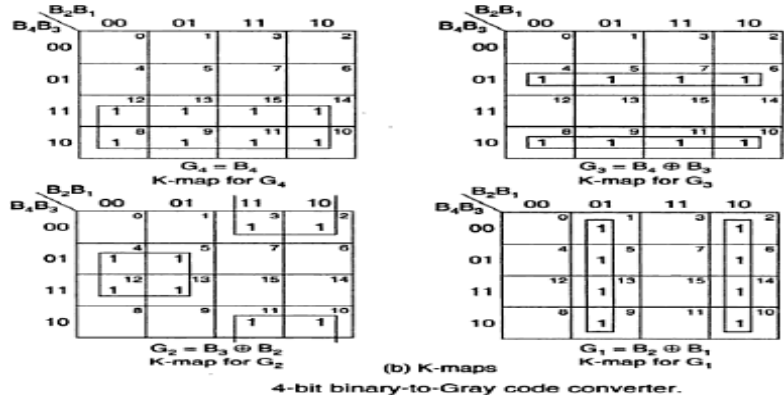 B₂B₁
B₄B₃ 00 01 11 10
00 0 1 3 2
01 4 5 7 6
11 12 1 13 1 15 1 14 1
10 8 1 9 1 11 1 10 1
G₄ = B₄
K-map for G₄
B₂B₁
B₄B₃ 00 01 11 10
00 0 1 3 2
01 4 1 5 1 7 1 6 1
11 12 13 15 14
10 8 1 9 1 11 1 10 1
G₃ = B₄ ⊕ B₃
K-map for G₃
B₂B₁
B₄B₃ 00 01 11 10
00 0 1 3 1 2 1
01 4 1 5 1 7 6
11 12 1 13 1 15 14
10 8 9 11 1 10 1
G₂ = B₃ ⊕ B₂
K-map for G₂
B₂B₁
B₄B₃ 00 01 11 10
00 0 1 1 3 2 1
01 4 5 1 7 6 1
11 12 13 1 15 14 1
10 8 9 1 11 10 1
G₁ = B₂ ⊕ B₁
K-map for G₁
(b) K-maps
4-bit binary-to-Gray code converter.